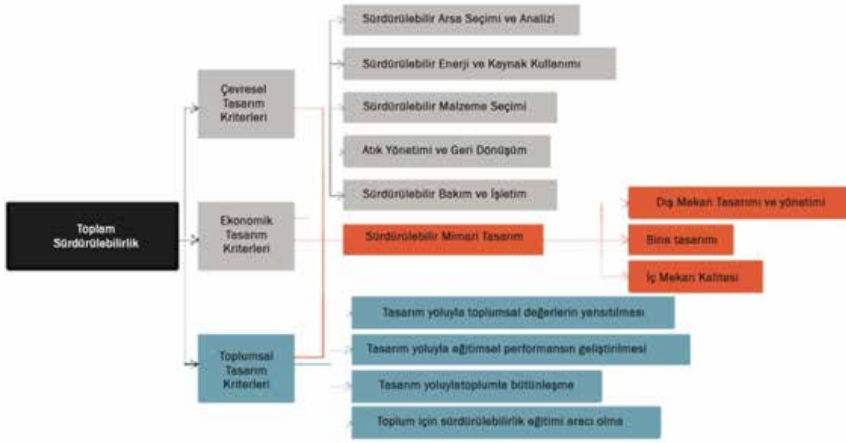 Toplam
Sürdürülebilirlik
Çevresel
Tasarım
Kriterleri
Ekonomik
Tasarım
Kriterleri
Toplumsal
Tasarım
Kriterleri
Sürdürülebilir Arsa Seçimi ve Analizi
Sürdürülebilir Enerji ve Kaynak Kullanımı
Sürdürülebilir Malzeme Seçimi
Atık Yönetimi ve Geri Dönüşüm
Sürdürülebilir Bakım ve İşletim
Sürdürülebilir Mimari Tasarım
Dış Mekan Tasarımı ve yönetimi
Bina tasarımı
İç Mekan Kalitesi
Tasarım yoluyla toplumsal değerlerin yansıtılması
Tasarım yoluyla eğitimsel performansın geliştirilmesi
Tasarım yoluylatoplumla bütünleşme
Toplum için sürdürülebilirlik eğitimi aracı olma